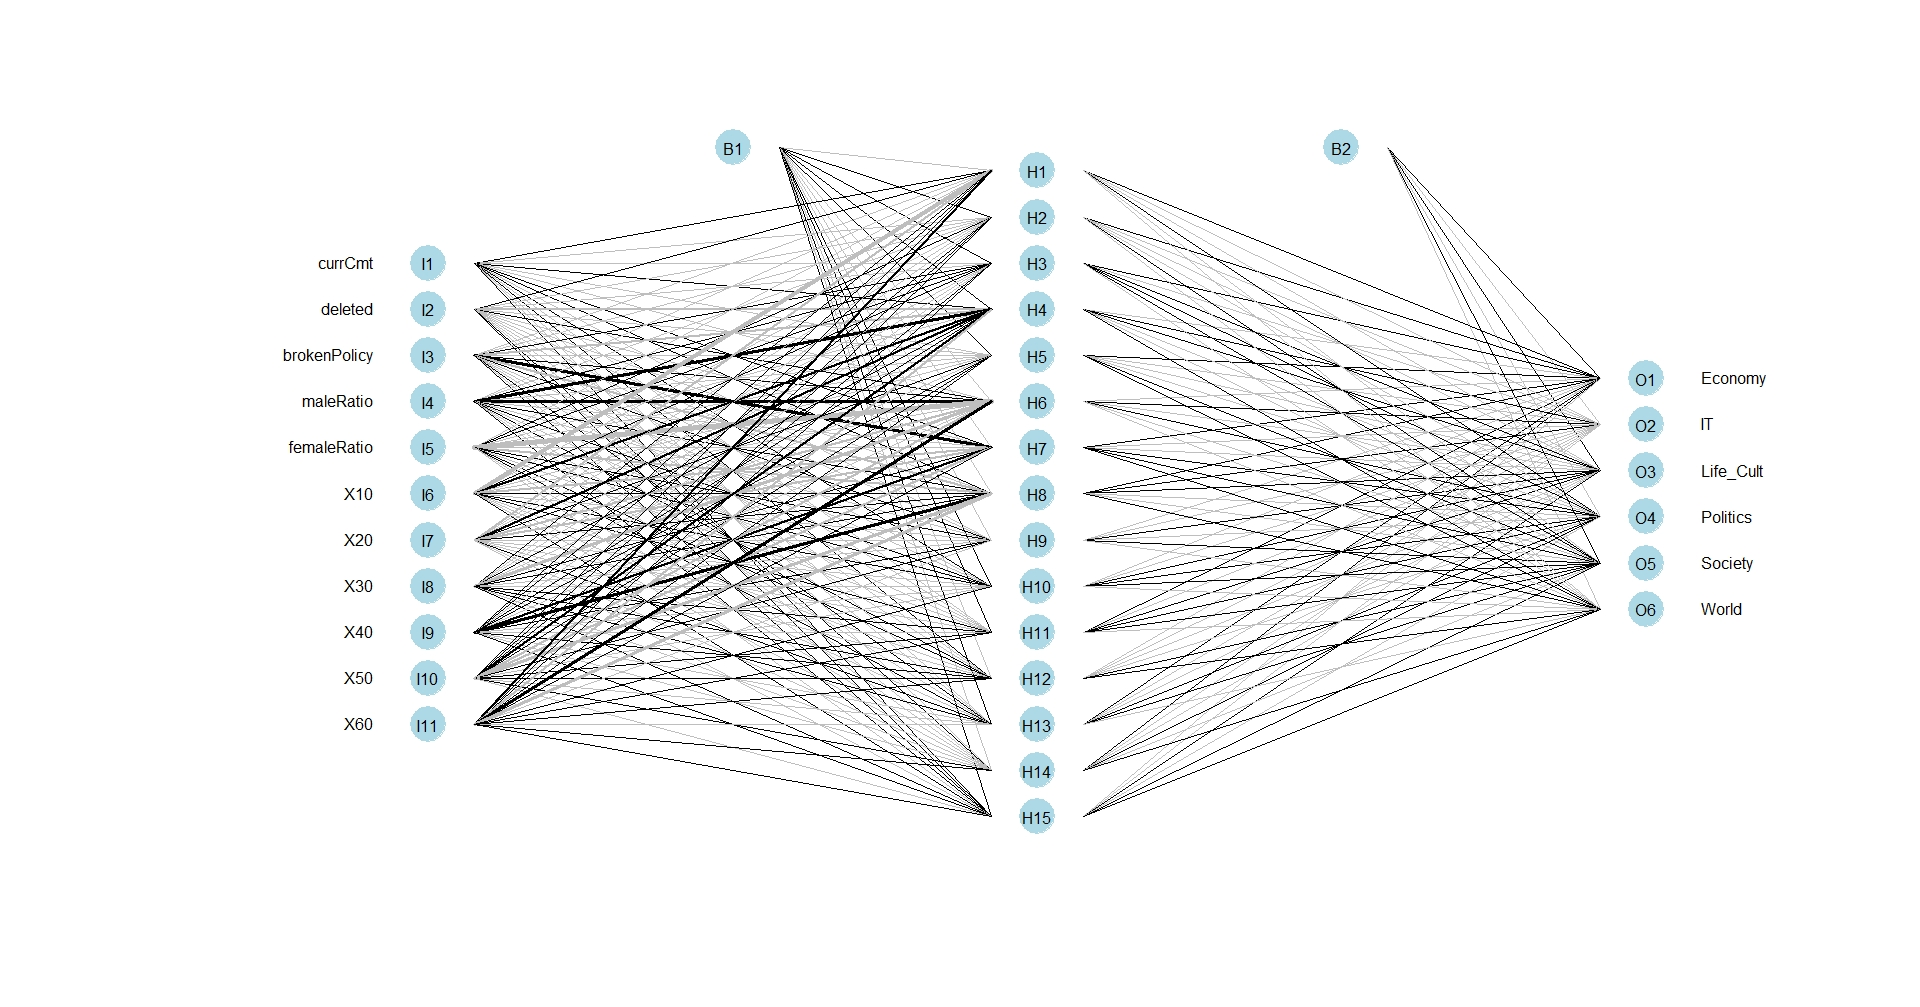 B1
B2
H1
H2
currCmt I1 H3
deleted I2 H4
brokenPolicy I3 H5
O1 Economy
maleRatio I4 H6
O2 IT
femaleRatio I5 H7
O3 Life_Cult
X10 I6 H8
O4 Politics
X20 I7 H9
O5 Society
X30 I8 H10
O6 World
X40 I9 H11
X50 I10 H12
X60 I11 H13
H14
H15